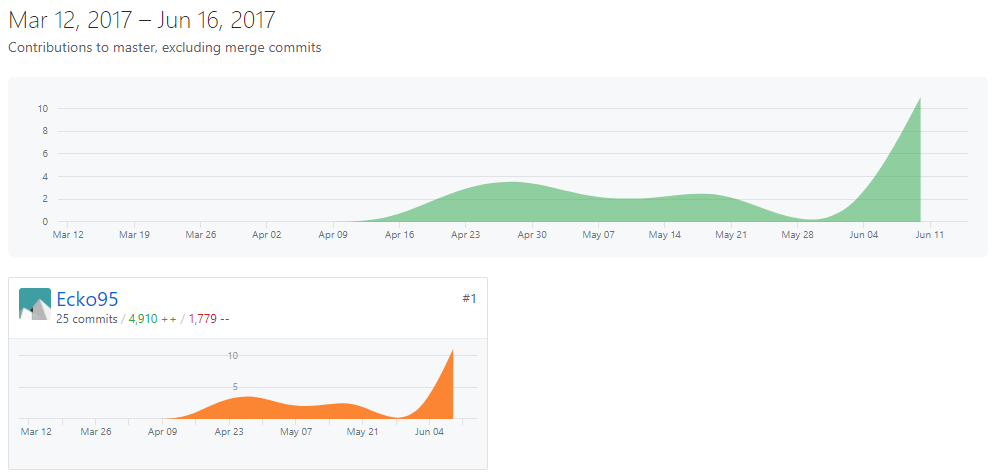 Mar 12, 2017 – Jun 16, 2017
Contributions to master, excluding merge commits
10
8
6
4
2
0
Mar 12 Mar 19 Mar 26 Apr 02 Apr 09 Apr 16 Apr 23 Apr 30 May 07 May 14 May 21 May 28 Jun 04 Jun 11
Ecko95 #1
25 commits / 4,910 ++ / 1,779 --
10
5
Mar 12 Mar 26 Apr 09 Apr 23 May 07 May 21 Jun 04